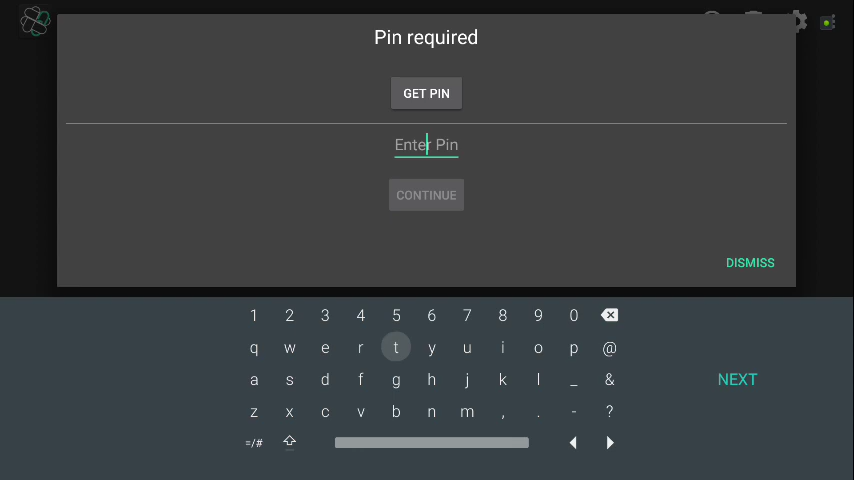 Pin required
GET PIN
Enter Pin
CONTINUE
DISMISS
1 2 3 4 5 6 7 8 9 0
q w e r t y u i o p @
a s d f g h j k l _ &
NEXT
z x c v b n m , . - ?
=/#